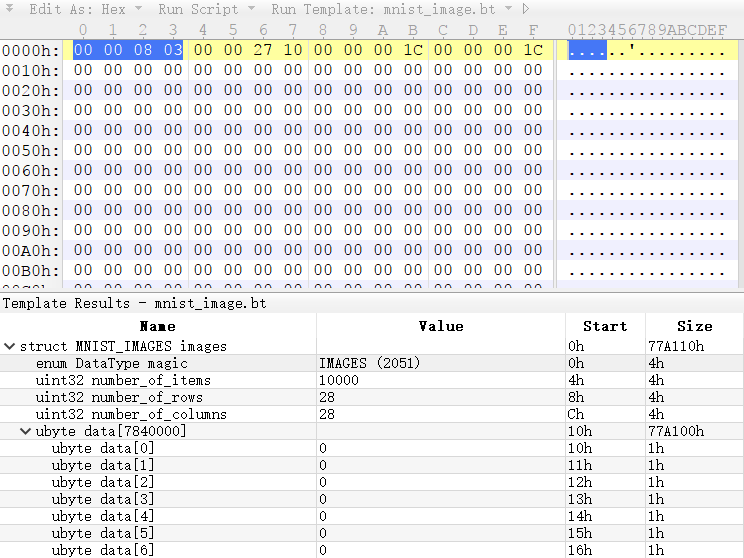 Edit As: Hex Run Script Run Template: mnist_image.bt
0 1 2 3 4 5 6 7 8 9 A B C D E F 0123456789ABCDEF
0000h: 00 00 08 03 00 00 27 10 00 00 00 1C 00 00 00 1C ......'.........
0010h: 00 00 00 00 00 00 00 00 00 00 00 00 00 00 00 00 ................
0020h: 00 00 00 00 00 00 00 00 00 00 00 00 00 00 00 00 ................
0030h: 00 00 00 00 00 00 00 00 00 00 00 00 00 00 00 00 ................
0040h: 00 00 00 00 00 00 00 00 00 00 00 00 00 00 00 00 ................
0050h: 00 00 00 00 00 00 00 00 00 00 00 00 00 00 00 00 ................
0060h: 00 00 00 00 00 00 00 00 00 00 00 00 00 00 00 00 ................
0070h: 00 00 00 00 00 00 00 00 00 00 00 00 00 00 00 00 ................
0080h: 00 00 00 00 00 00 00 00 00 00 00 00 00 00 00 00 ................
0090h: 00 00 00 00 00 00 00 00 00 00 00 00 00 00 00 00 ................
00A0h: 00 00 00 00 00 00 00 00 00 00 00 00 00 00 00 00 ................
00B0h: 00 00 00 00 00 00 00 00 00 00 00 00 00 00 00 00 ................
Template Results - mnist_image.bt
Name Value Start Size
struct MNIST_IMAGES images 0h 77A110h
enum DataType magic IMAGES (2051) 0h 4h
uint32 number_of_items 10000 4h 4h
uint32 number_of_rows 28 8h 4h
uint32 number_of_columns 28 Ch 4h
ubyte data[7840000] 10h 77A100h
ubyte data[0] 0 10h 1h
ubyte data[1] 0 11h 1h
ubyte data[2] 0 12h 1h
ubyte data[3] 0 13h 1h
ubyte data[4] 0 14h 1h
ubyte data[5] 0 15h 1h
ubyte data[6] 0 16h 1h